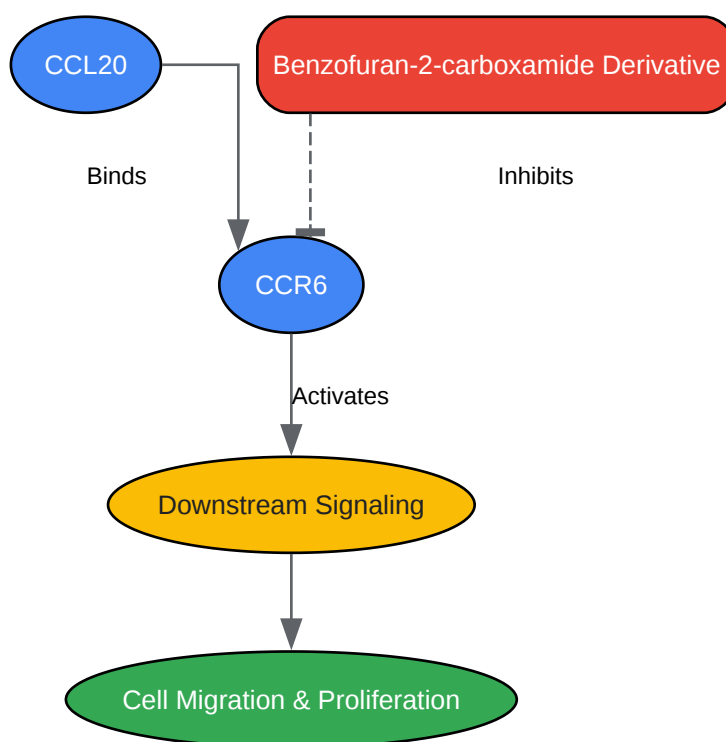 CCL20
Benzofuran-2-carboxamide Derivative
Binds
Inhibits
CCR6
Activates
Downstream Signaling
Cell Migration & Proliferation